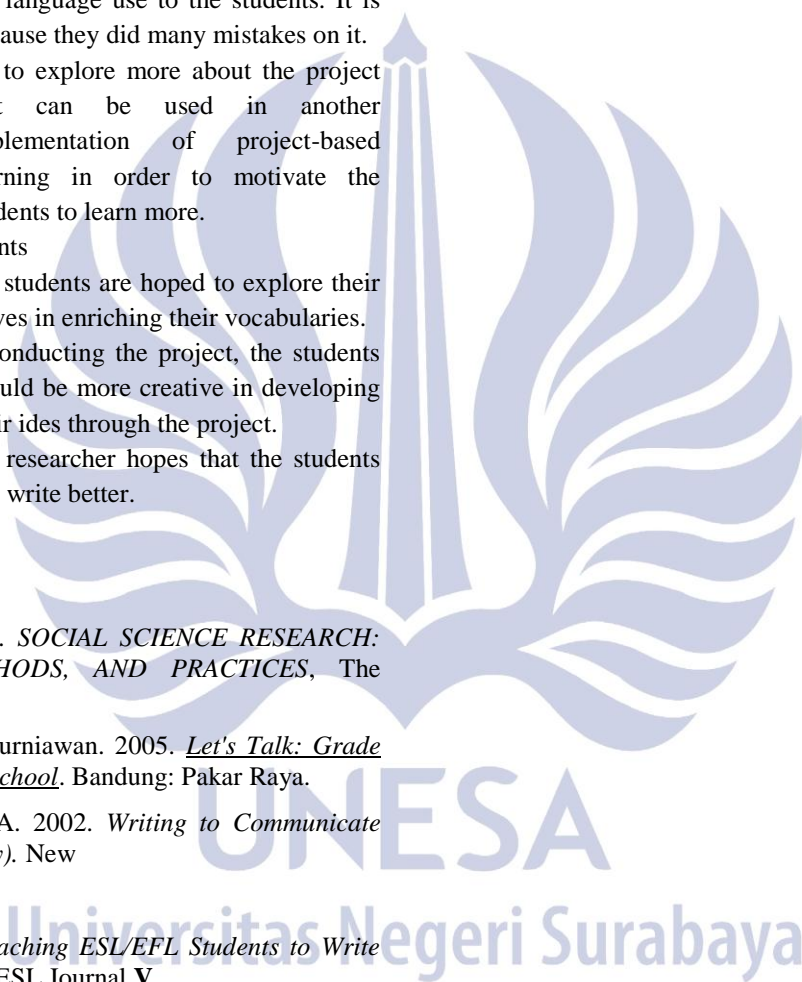 language use to the students. It is
ause they did many mistakes on it.
to explore more about the project
t can be used in another
plementation of project-based
rning in order to motivate the
dents to learn more.
nts
students are hoped to explore their
ves in enriching their vocabularies.
onducting the project, the students
uld be more creative in developing
ir ides through the project.
researcher hopes that the students
write better.
. SOCIAL SCIENCE RESEARCH:
HODS, AND PRACTICES, The
urniawan. 2005. Let's Talk: Grade
chool. Bandung: Pakar Raya.
A. 2002. Writing to Communicate
). New
aching ESL/EFL Students to Write
ESL Journal V
UNESA
Universitas Negeri Surabaya